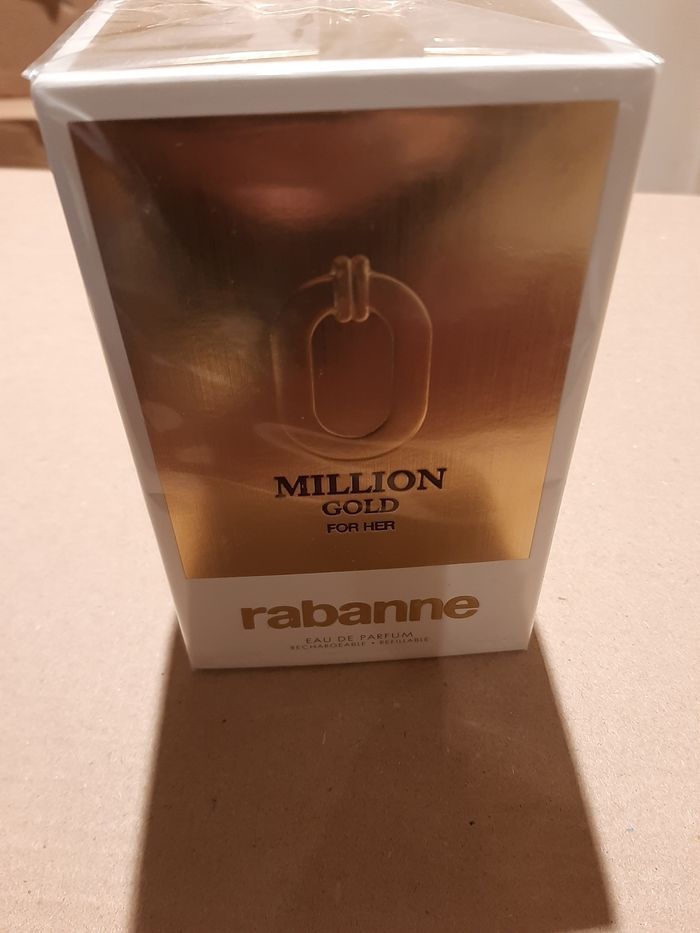 MILLION
GOLD
FOR HER
rabanne
EAU DE PARFUM
RECHARGEABLE • REFILLABLE